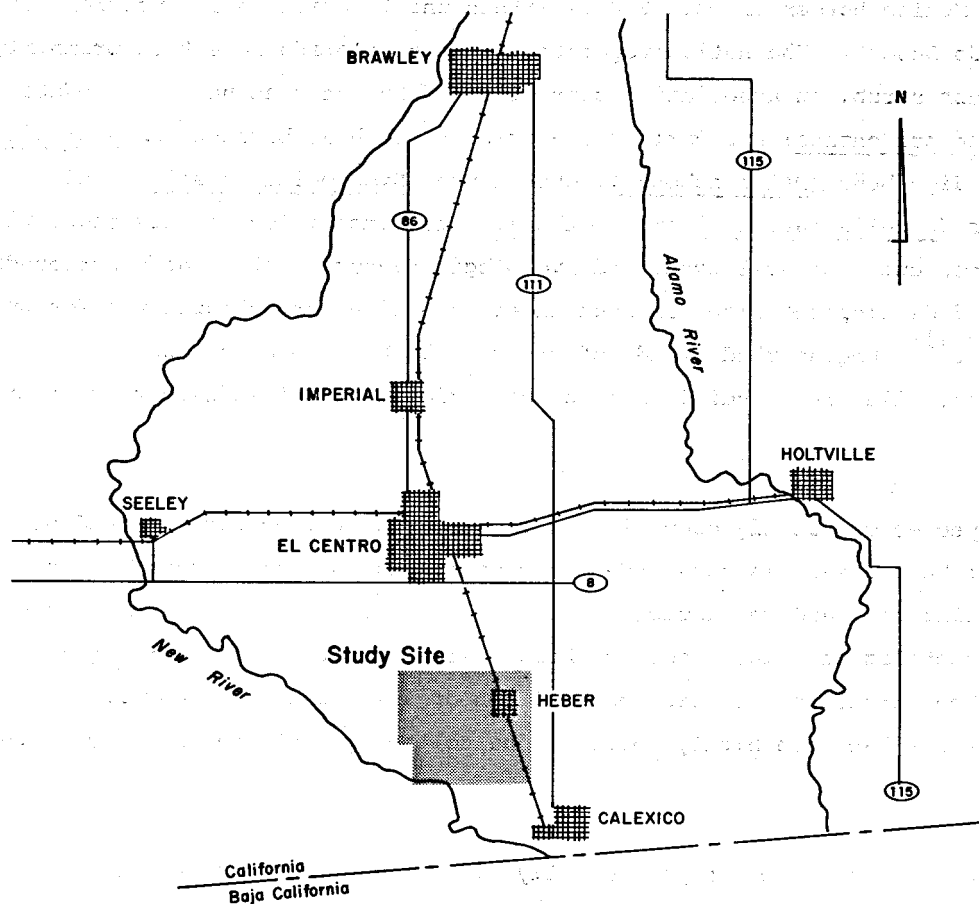 BRAWLEY
N
115
86
111
Alamo River
IMPERIAL
HOLTVILLE
SEELEY
EL CENTRO
8
Study Site
New River
HEBER
115
CALEXICO
California
Baja California